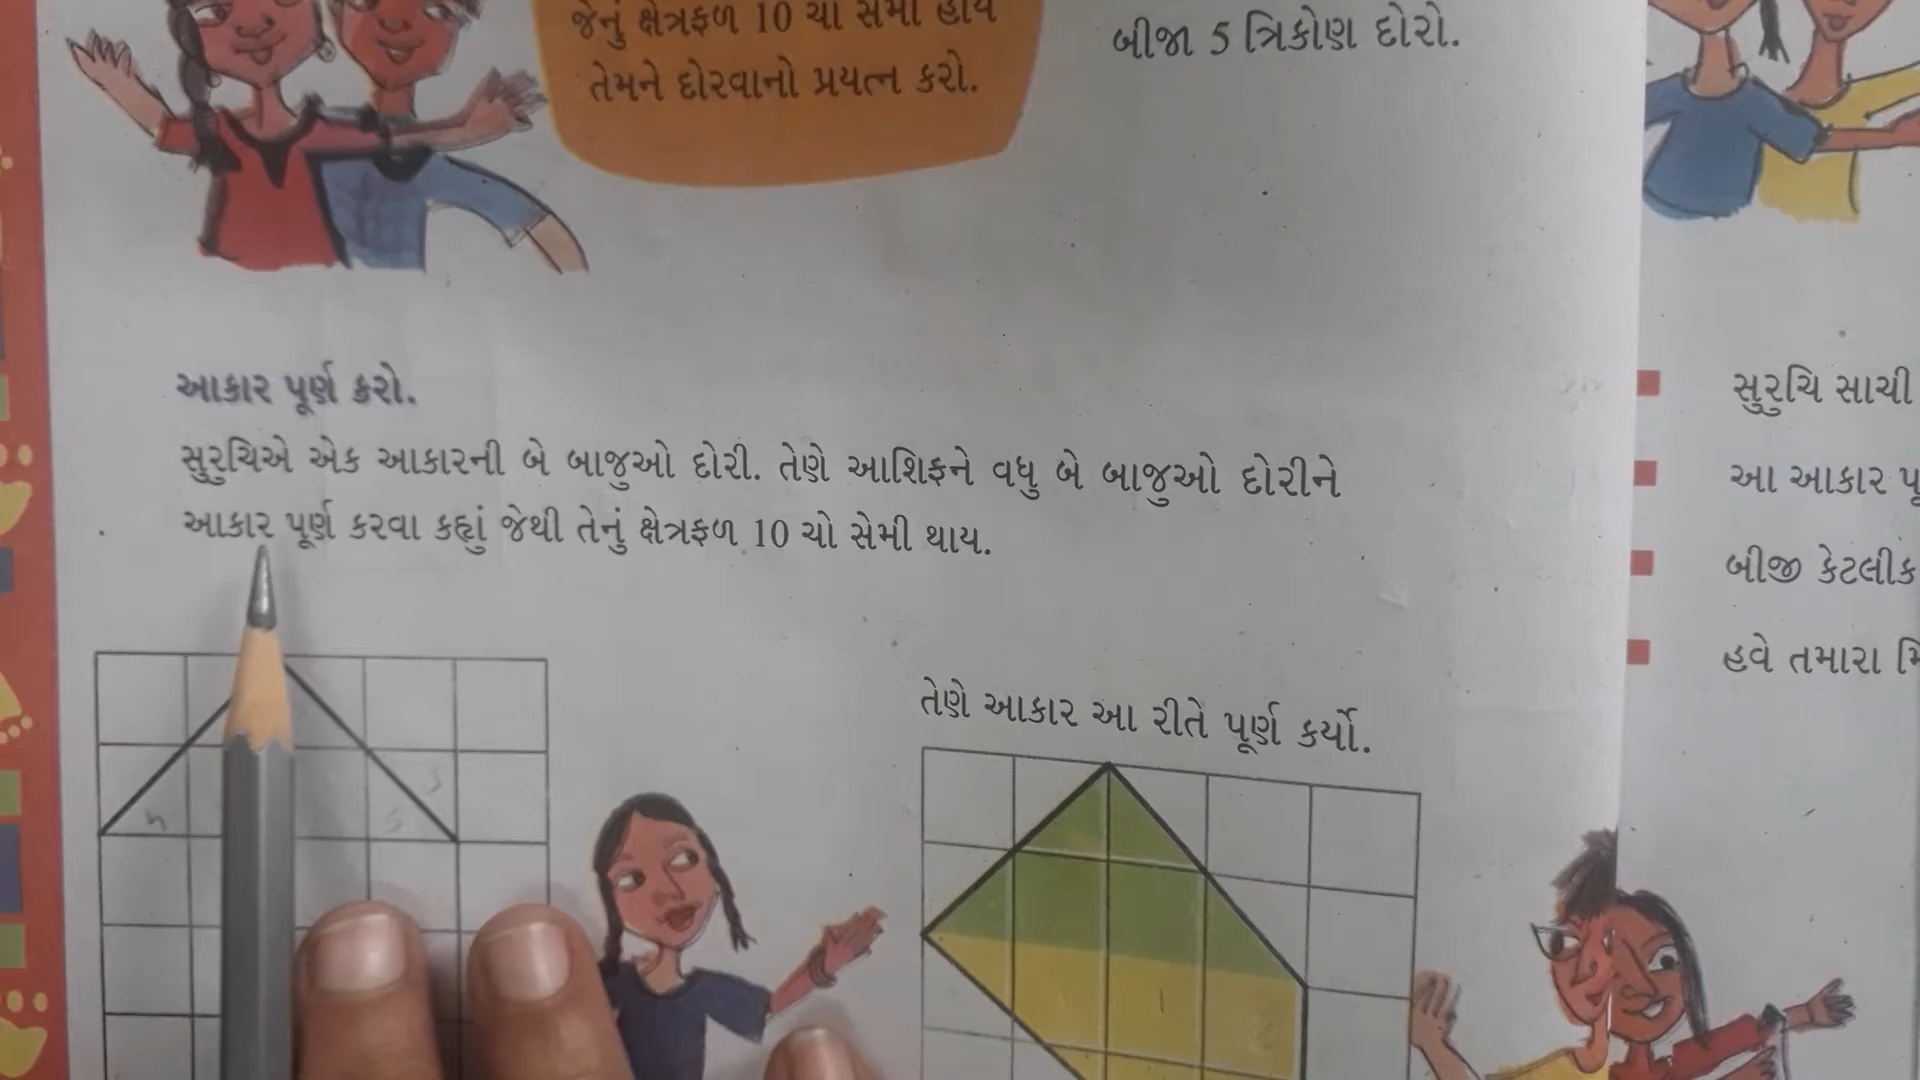 જેનું ક્ષેત્રફળ 10 ચો સેમી હોય
તેમને દોરવાનો પ્રયત્ન કરો.
બીજા 5 ત્રિકોણ દોરો.
આકાર પૂર્ણ કરો.
સુરુચિએ એક આકારની બે બાજુઓ દોરી. તેણે આશિફને વધુ બે બાજુઓ દોરીને
આકાર પૂર્ણ કરવા કહ્યું જેથી તેનું ક્ષેત્રફળ 10 ચો સેમી થાય.
તેણે આકાર આ રીતે પૂર્ણ કર્યો.
સુરુચિ સાચી
આ આકાર
બીજી કેટલીક
હવે તમારા